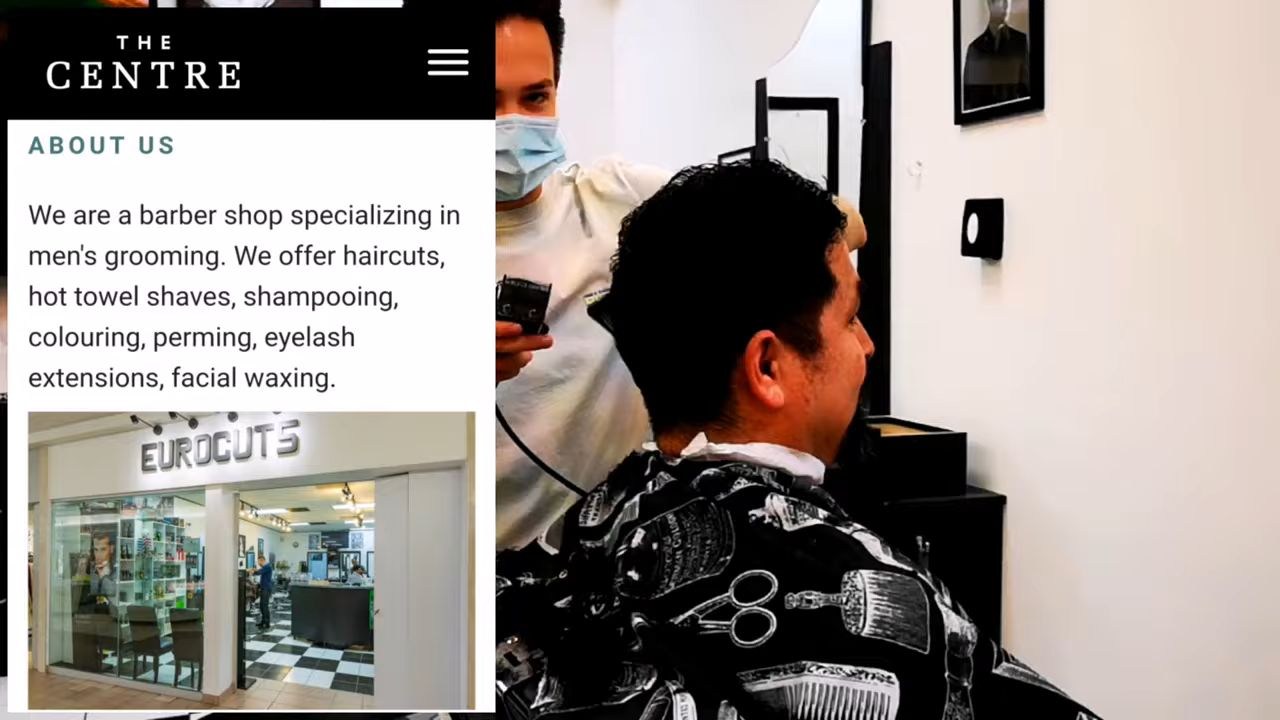 THE
CENTRE
ABOUT US
We are a barber shop specializing in
men's grooming. We offer haircuts,
hot towel shaves, shampooing,
colouring, perming, eyelash
extensions, facial waxing.
EUROCUTS